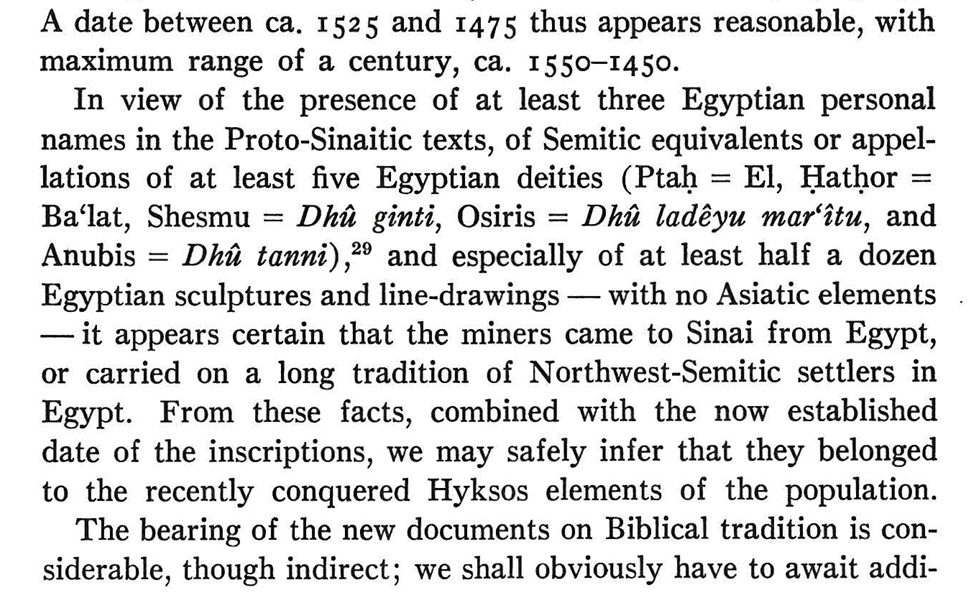 A date between ca. 1525 and 1475 thus appears reasonable, with
maximum range of a century, ca. 1550–1450.
In view of the presence of at least three Egyptian personal
names in the Proto-Sinaitic texts, of Semitic equivalents or appel-
lations of at least five Egyptian deities (Ptaḥ = El, Ḥatḥor =
Ba‘lat, Shesmu = Dhû ginti, Osiris = Dhû ladêyu mar‘îtu, and
Anubis = Dhû tanni),²⁹ and especially of at least half a dozen
Egyptian sculptures and line-drawings — with no Asiatic elements
— it appears certain that the miners came to Sinai from Egypt,
or carried on a long tradition of Northwest-Semitic settlers in
Egypt. From these facts, combined with the now established
date of the inscriptions, we may safely infer that they belonged
to the recently conquered Hyksos elements of the population.
The bearing of the new documents on Biblical tradition is con-
siderable, though indirect; we shall obviously have to await addi-